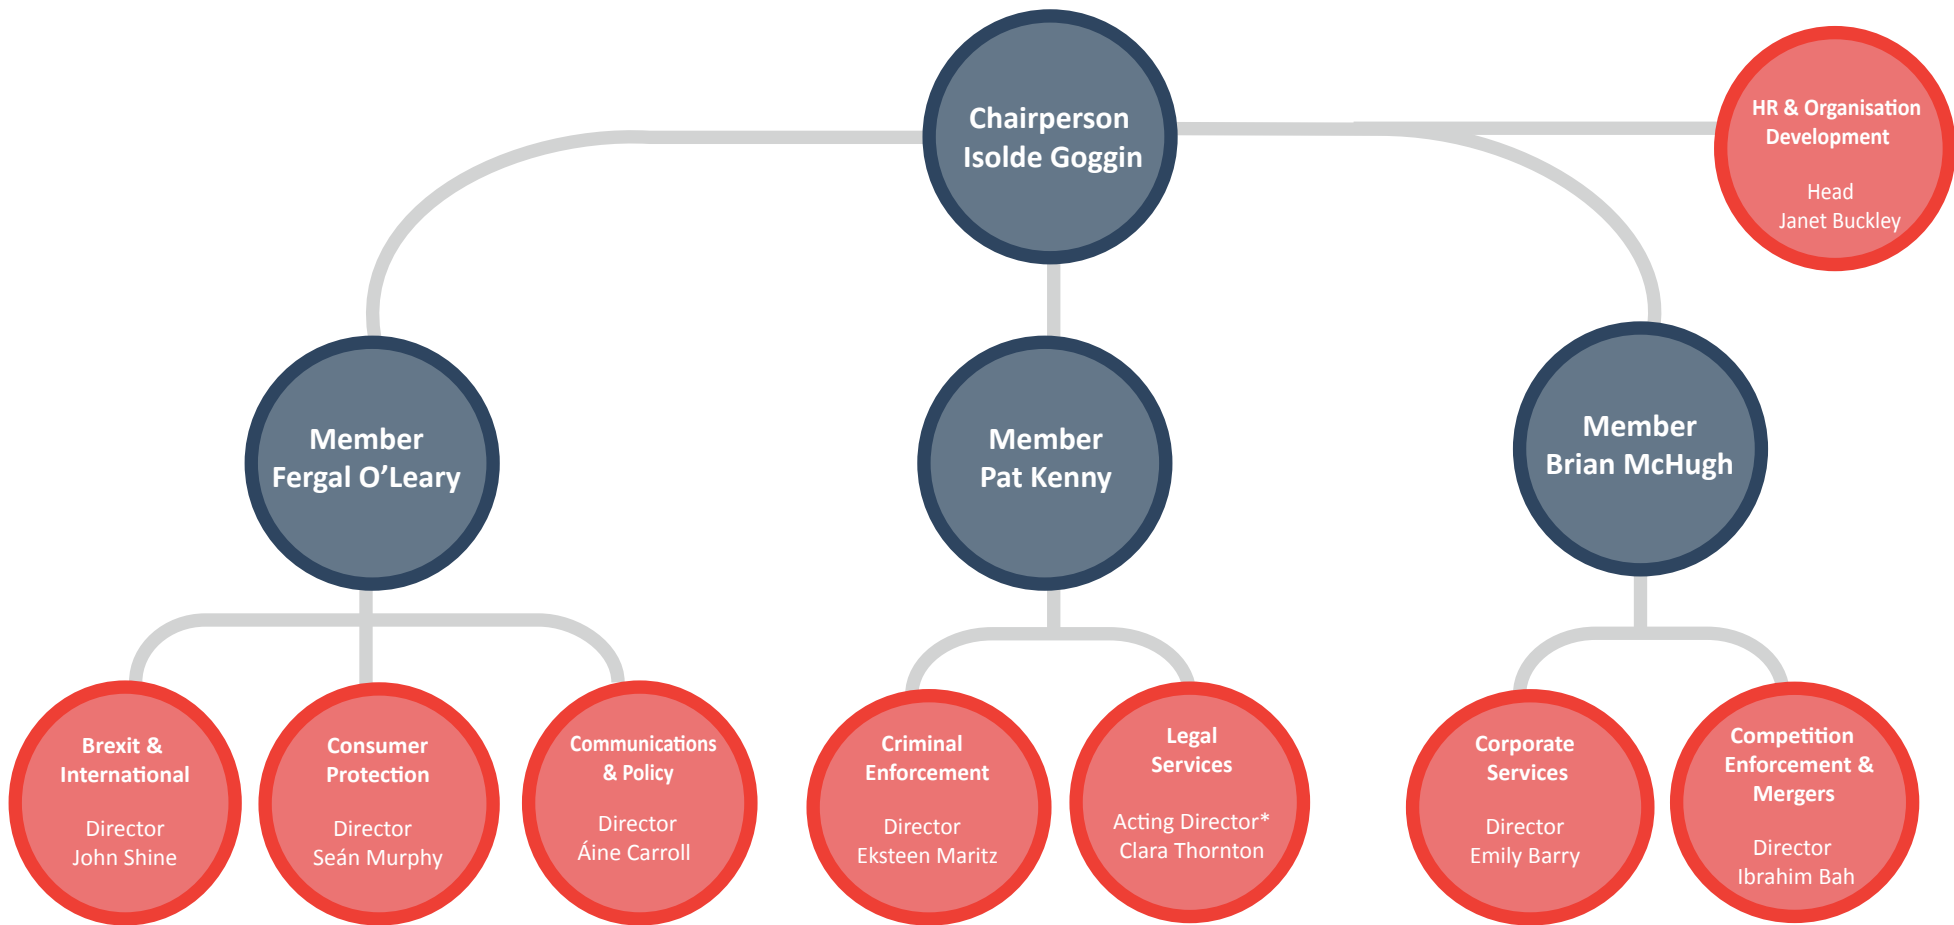 Chairperson
Isolde Goggin
HR & Organisation
Development
Head
Janet Buckley
Member
Fergal O’Leary
Member
Pat Kenny
Member
Brian McHugh
Brexit &
International
Director
John Shine
Consumer
Protection
Director
Seán Murphy
Communications
& Policy
Director
Áine Carroll
Criminal
Enforcement
Director
Eksteen Maritz
Legal
Services
Acting Director*
Clara Thornton
Corporate
Services
Director
Emily Barry
Competition
Enforcement &
Mergers
Director
Ibrahim Bah